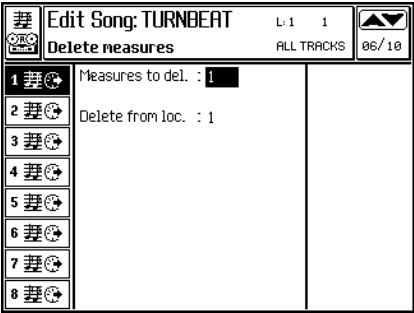 Edit Song: TURNBEAT
L: 1 1
Delete measures
ALL TRACKS
06/10
1
Measures to del. : 1
2
Delete from loc. : 1
3
4
5
6
7
8